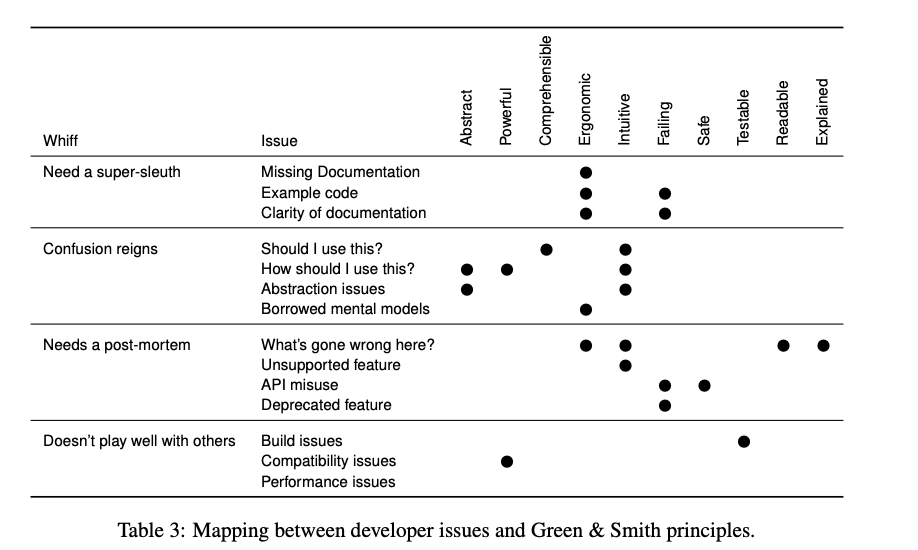 Whiff Issue Abstract Powerful Comprehensible Ergonomic Intuitive Failing Safe Testable Readable Explained
Need a super-sleuth Missing Documentation ●
Example code ● ●
Clarity of documentation ● ●
Confusion reigns Should I use this? ● ●
How should I use this? ● ● ●
Abstraction issues ● ●
Borrowed mental models ●
Needs a post-mortem What's gone wrong here? ● ● ● ●
Unsupported feature ●
API misuse ● ●
Deprecated feature ●
Doesn't play well with others Build issues ●
Compatibility issues ●
Performance issues
Table 3: Mapping between developer issues and Green & Smith principles.